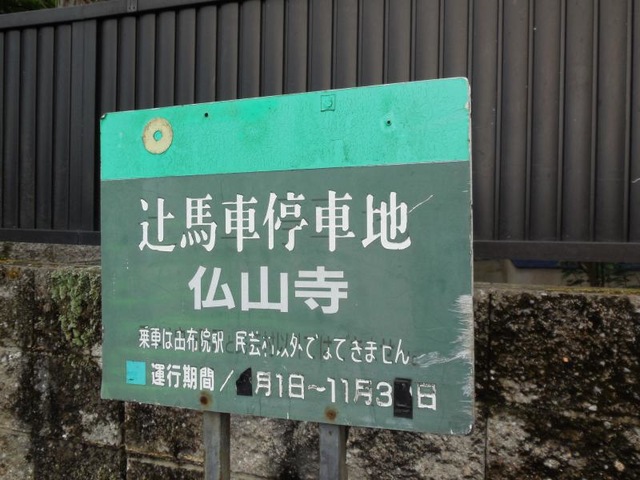 辻馬車停車地
仏山寺
乗車は由布院駅 民芸村以外ではできません。
運行期間／ 月1日～11月3 日